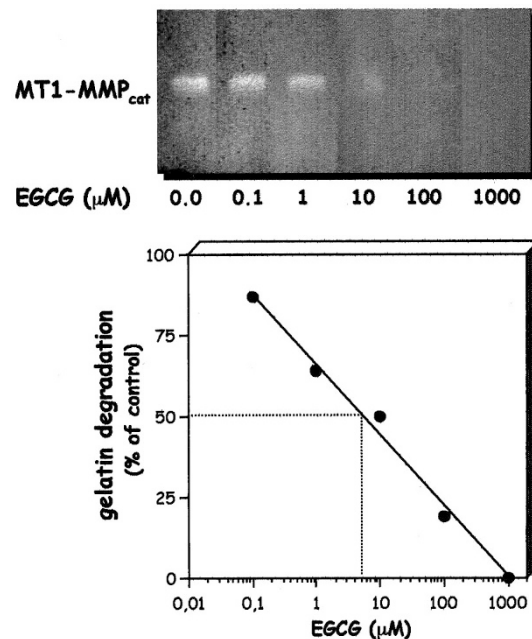 MT1-MMPcat
EGCG (μM) 0.0 0.1 1 10 100 1000
100
75
50
25
0
gelatin degradation
(% of control)
0,01 0,1 1 10 100 1000
EGCG (μM)